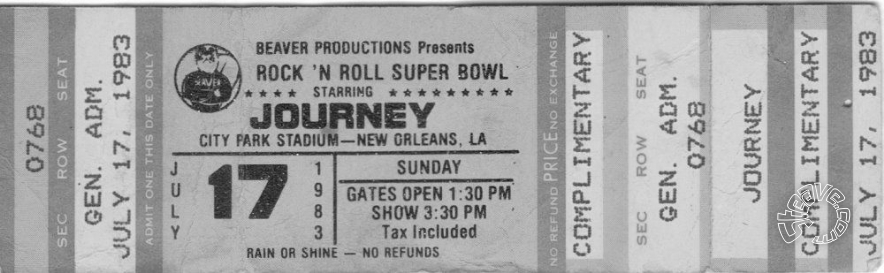 0768
SEC ROW SEAT
GEN. ADM.
JULY 17, 1983
ADMIT ONE THIS DATE ONLY
BEAVER PRODUCTIONS Presents
ROCK 'N ROLL SUPER BOWL
STARRING
JOURNEY
CITY PARK STADIUM—NEW ORLEANS, LA
JULY
17
1983
SUNDAY
GATES OPEN 1:30 PM
SHOW 3:30 PM
Tax Included
RAIN OR SHINE — NO REFUNDS
NO REFUND PRICE NO EXCHANGE
COMPLIMENTARY
SEC ROW SEAT
GEN. ADM.
0768
JOURNEY
COMPLIMENTARY
JULY 17, 1983
Steave.com